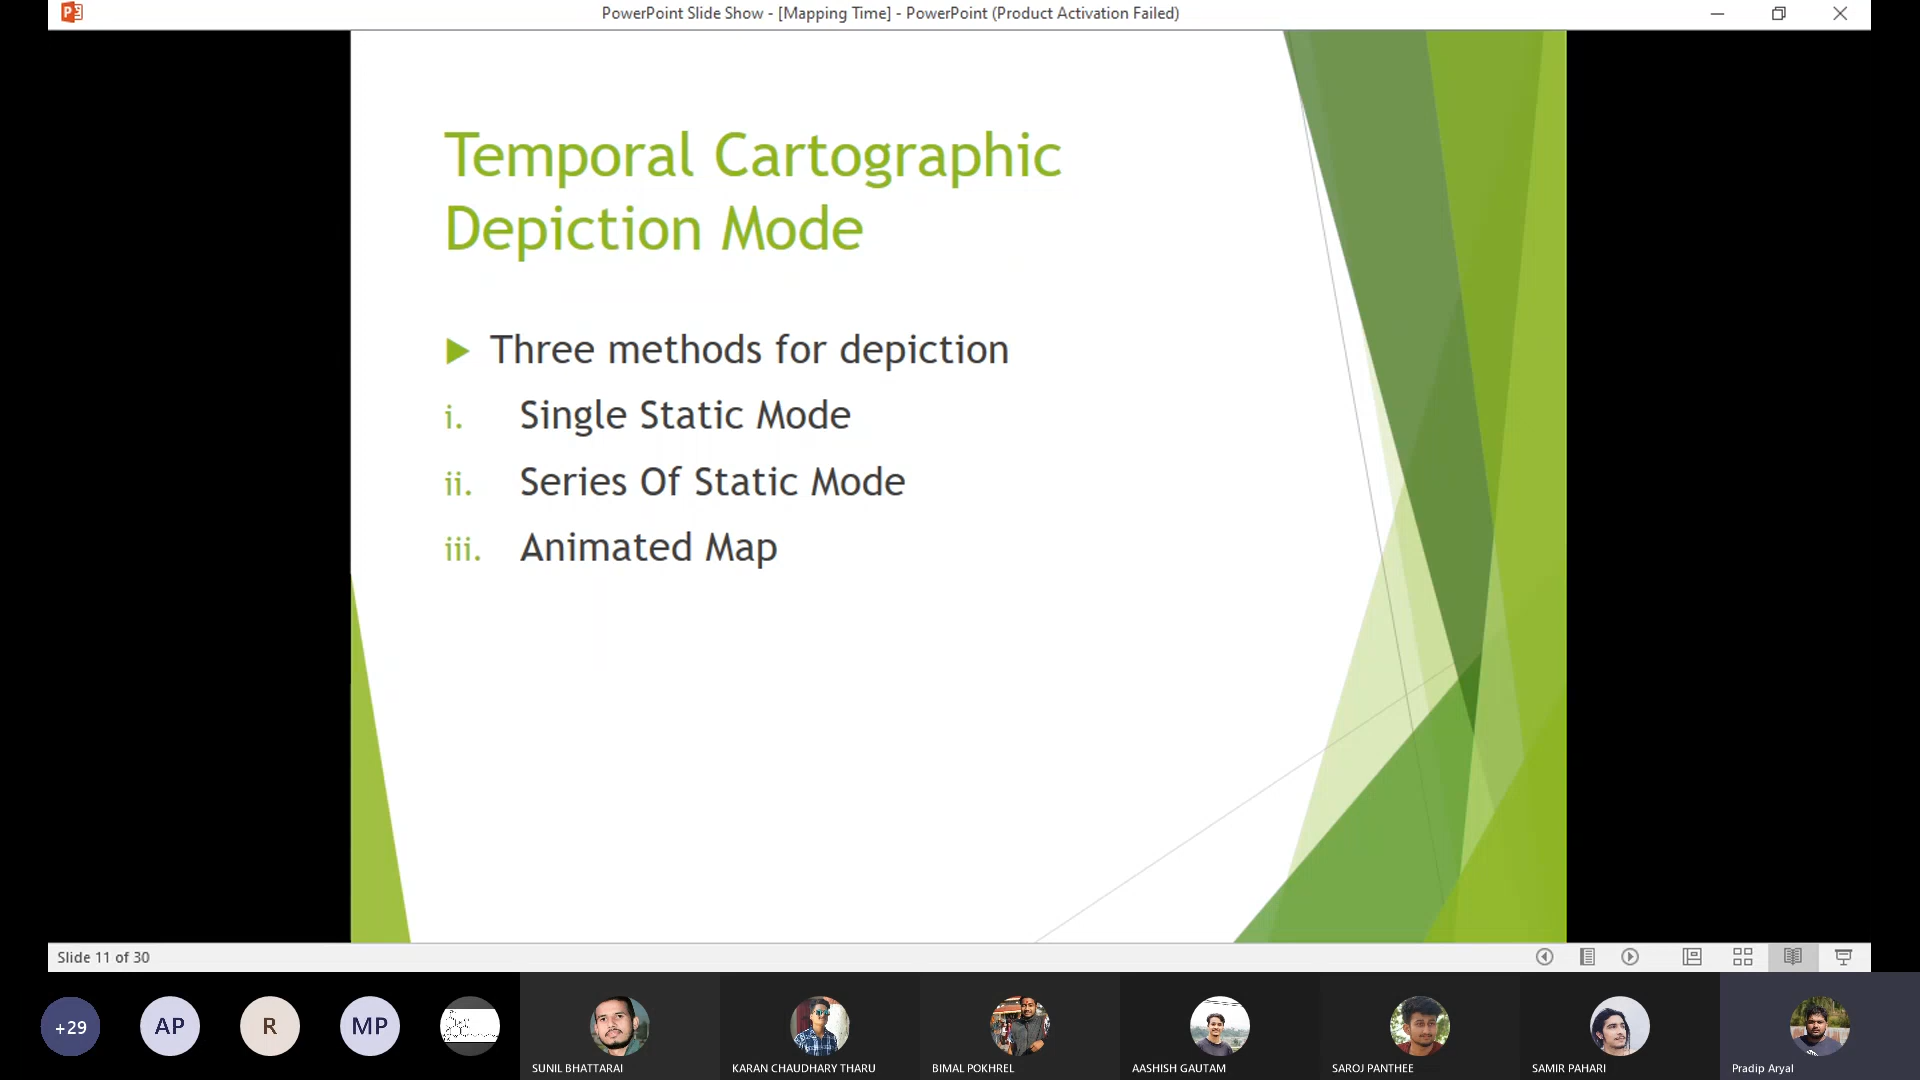 PowerPoint Slide Show - [Mapping Time] - PowerPoint (Product Activation Failed)
Temporal Cartographic
Depiction Mode
Three methods for depiction
i. Single Static Mode
ii. Series Of Static Mode
iii. Animated Map
Slide 11 of 30
+29
AP
R
MP
SUNIL BHATTARAI
KARAN CHAUDHARY THARU
BIMAL POKHREL
AASHISH GAUTAM
SAROJ PANTHEE
SAMIR PAHARI
Pradip Aryal